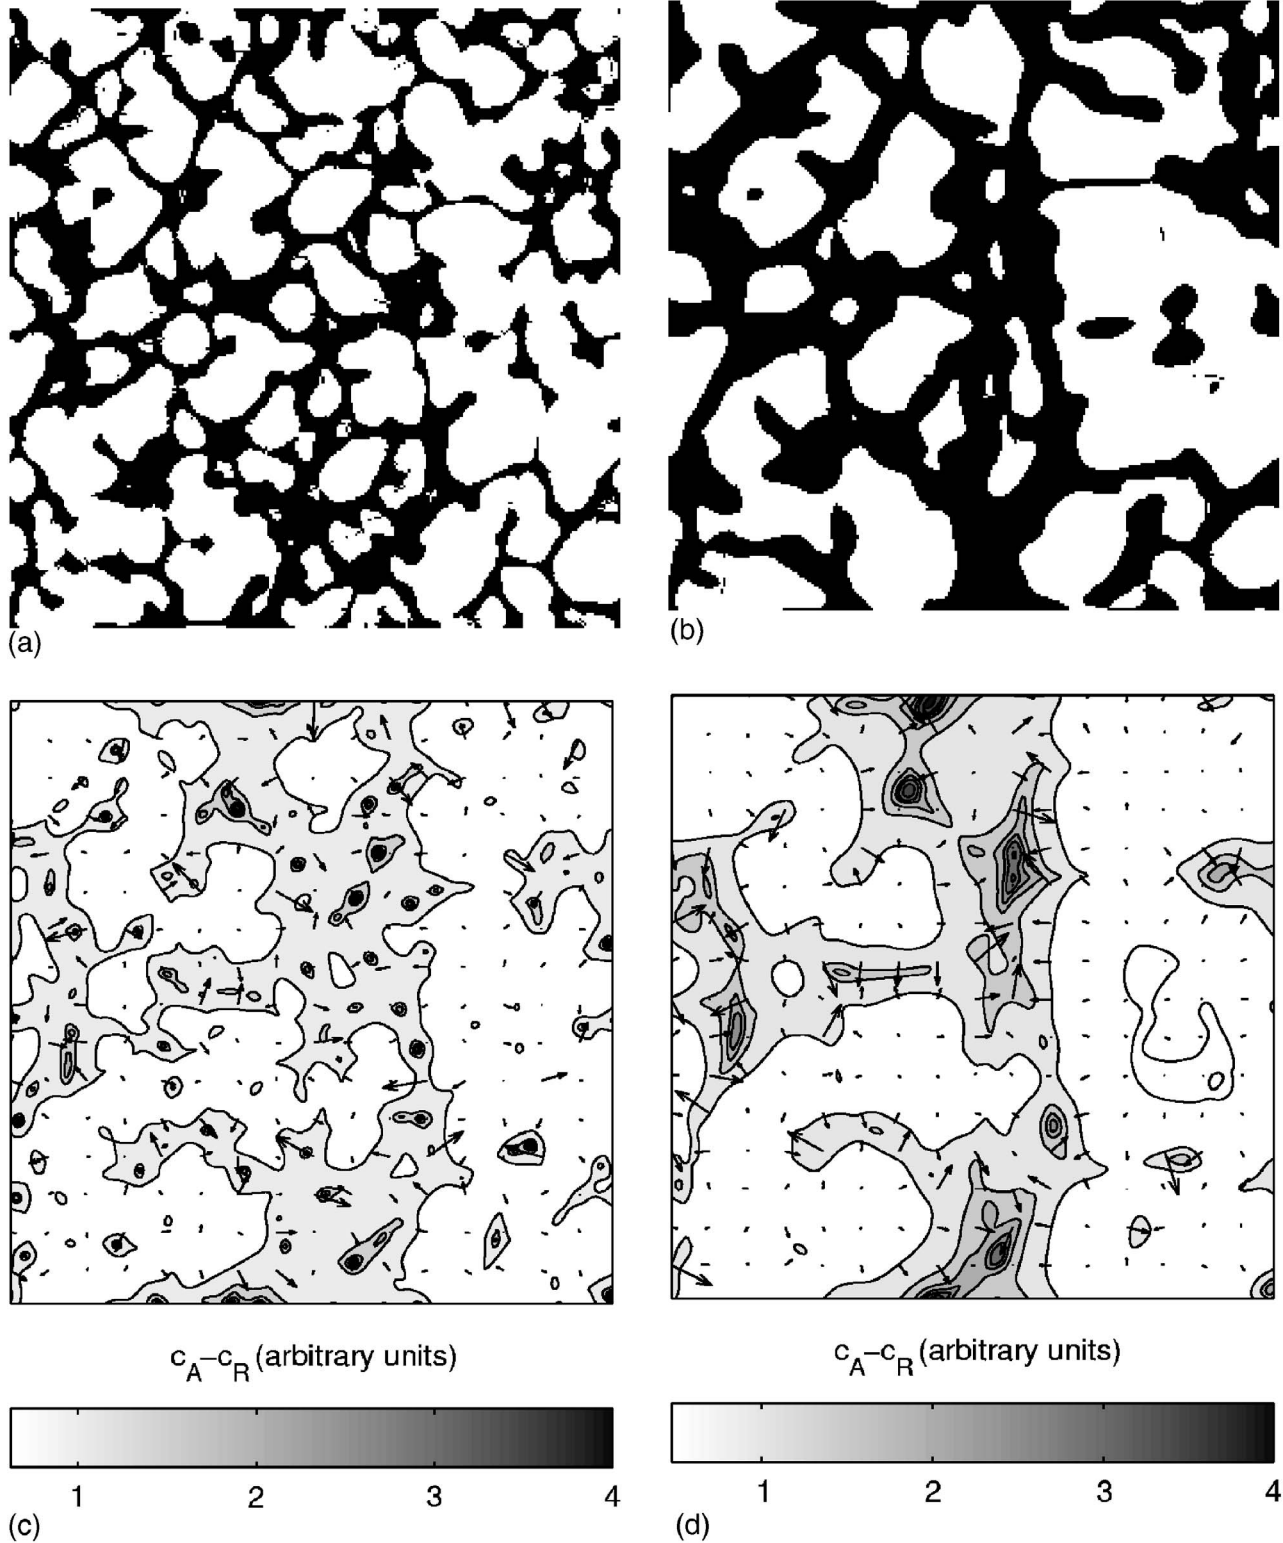 (a)
(b)
c_A–c_R (arbitrary units)
1 2 3 4
(c)
c_A–c_R (arbitrary units)
1 2 3 4
(d)